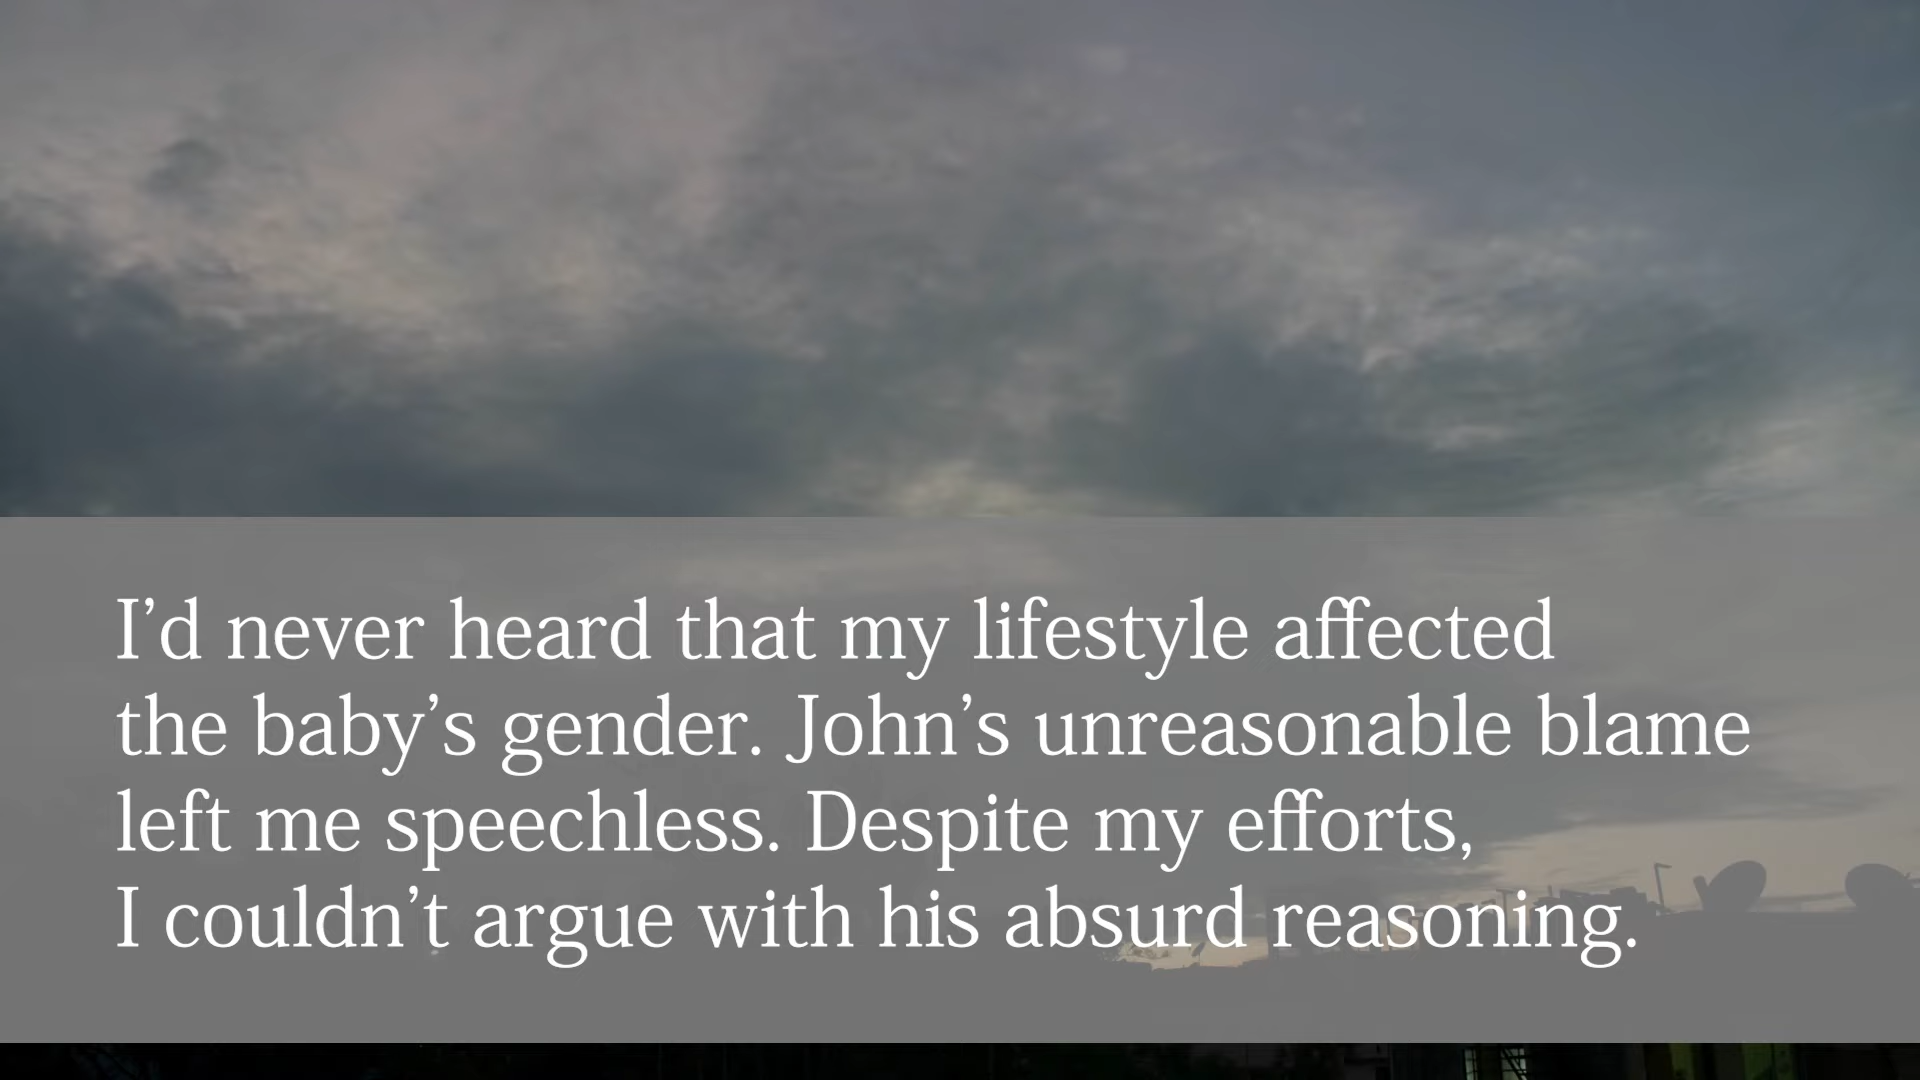 I’d never heard that my lifestyle affected
the baby’s gender. John’s unreasonable blame
left me speechless. Despite my efforts,
I couldn’t argue with his absurd reasoning.